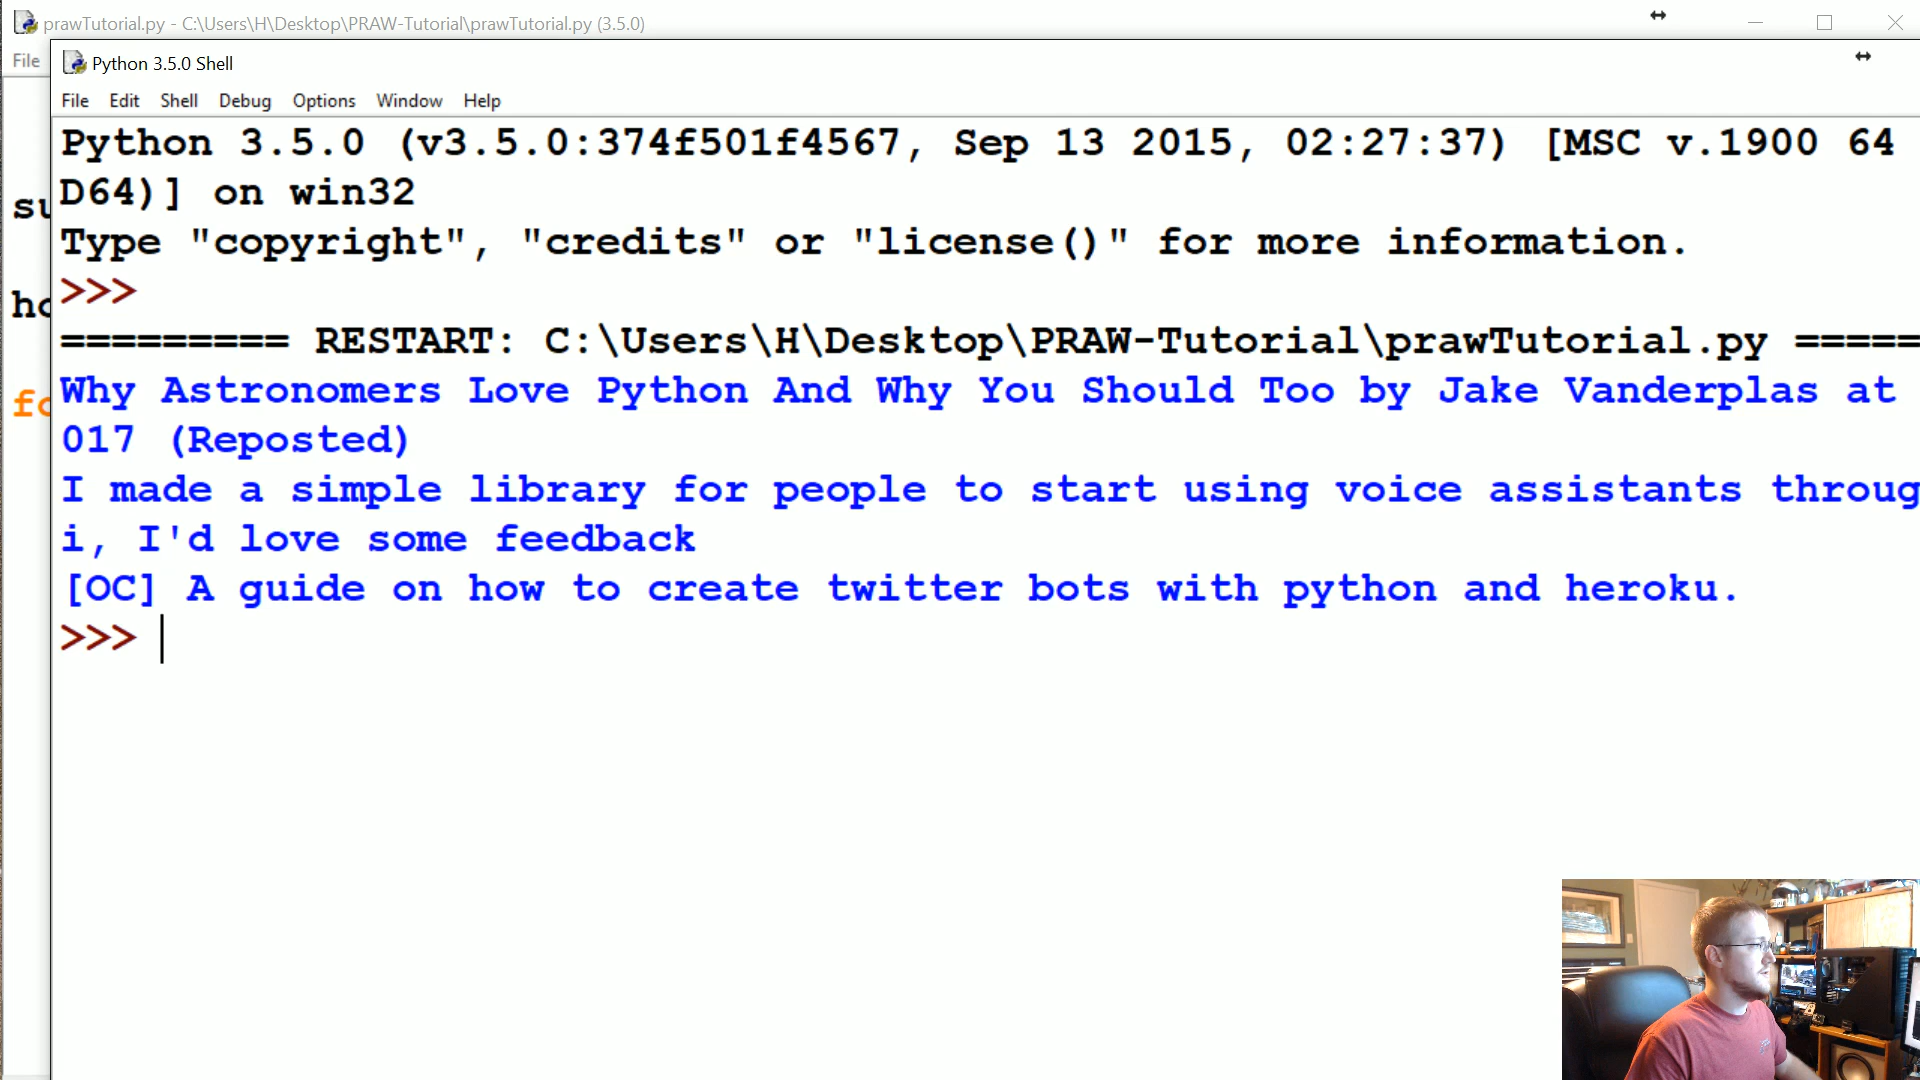 prawTutorial.py - C:\Users\H\Desktop\PRAW-Tutorial\prawTutorial.py (3.5.0)
File
Python 3.5.0 Shell
File Edit Shell Debug Options Window Help
Python 3.5.0 (v3.5.0:374f501f4567, Sep 13 2015, 02:27:37) [MSC v.1900 64
D64)] on win32
su
Type "copyright", "credits" or "license()" for more information.
>>>
ho
========= RESTART: C:\Users\H\Desktop\PRAW-Tutorial\prawTutorial.py =====
Why Astronomers Love Python And Why You Should Too by Jake Vanderplas at
fo
017 (Reposted)
I made a simple library for people to start using voice assistants throug
i, I'd love some feedback
[OC] A guide on how to create twitter bots with python and heroku.
>>>